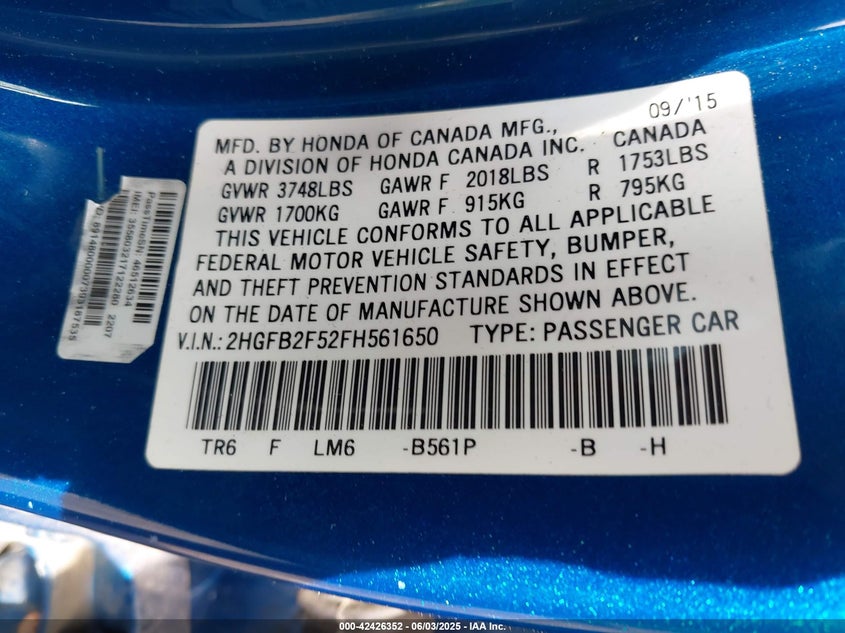 09/'15
MFD. BY HONDA OF CANADA MFG., CANADA
A DIVISION OF HONDA CANADA INC.
GVWR 3748LBS GAWR F 2018LBS R 1753LBS
GVWR 1700KG GAWR F 915KG R 795KG
THIS VEHICLE CONFORMS TO ALL APPLICABLE
FEDERAL MOTOR VEHICLE SAFETY, BUMPER,
AND THEFT PREVENTION STANDARDS IN EFFECT
ON THE DATE OF MANUFACTURE SHOWN ABOVE.
V.I.N.: 2HGFB2F52FH561650 TYPE: PASSENGER CAR
TR6 F LM6 -B561P -B -H
PassTimeSN: 46512634
2207
000-42426352 - 06/03/2025 - IAA Inc.